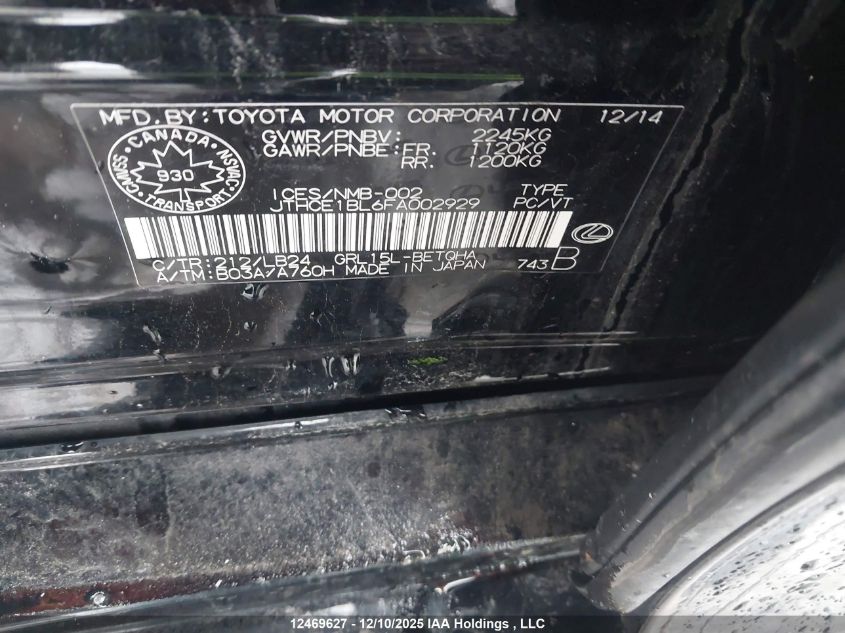 MFD. BY: TOYOTA MOTOR CORPORATION 12/14
GVWR/PNBV: 2245KG
GAWR/PNBE: FR. 1120KG
RR. 1200KG
CANADA
CMVSS NSVAC
930
TRANSPORT
ICES/NMB-002 TYPE
JTHCE1BL6FA002929 PC/VT
C/TR: 212/LB24 GRL15L-BETQHA
A/TM: B03A/A760H MADE IN JAPAN 743 B
12469627 - 12/10/2025 IAA Holdings , LLC